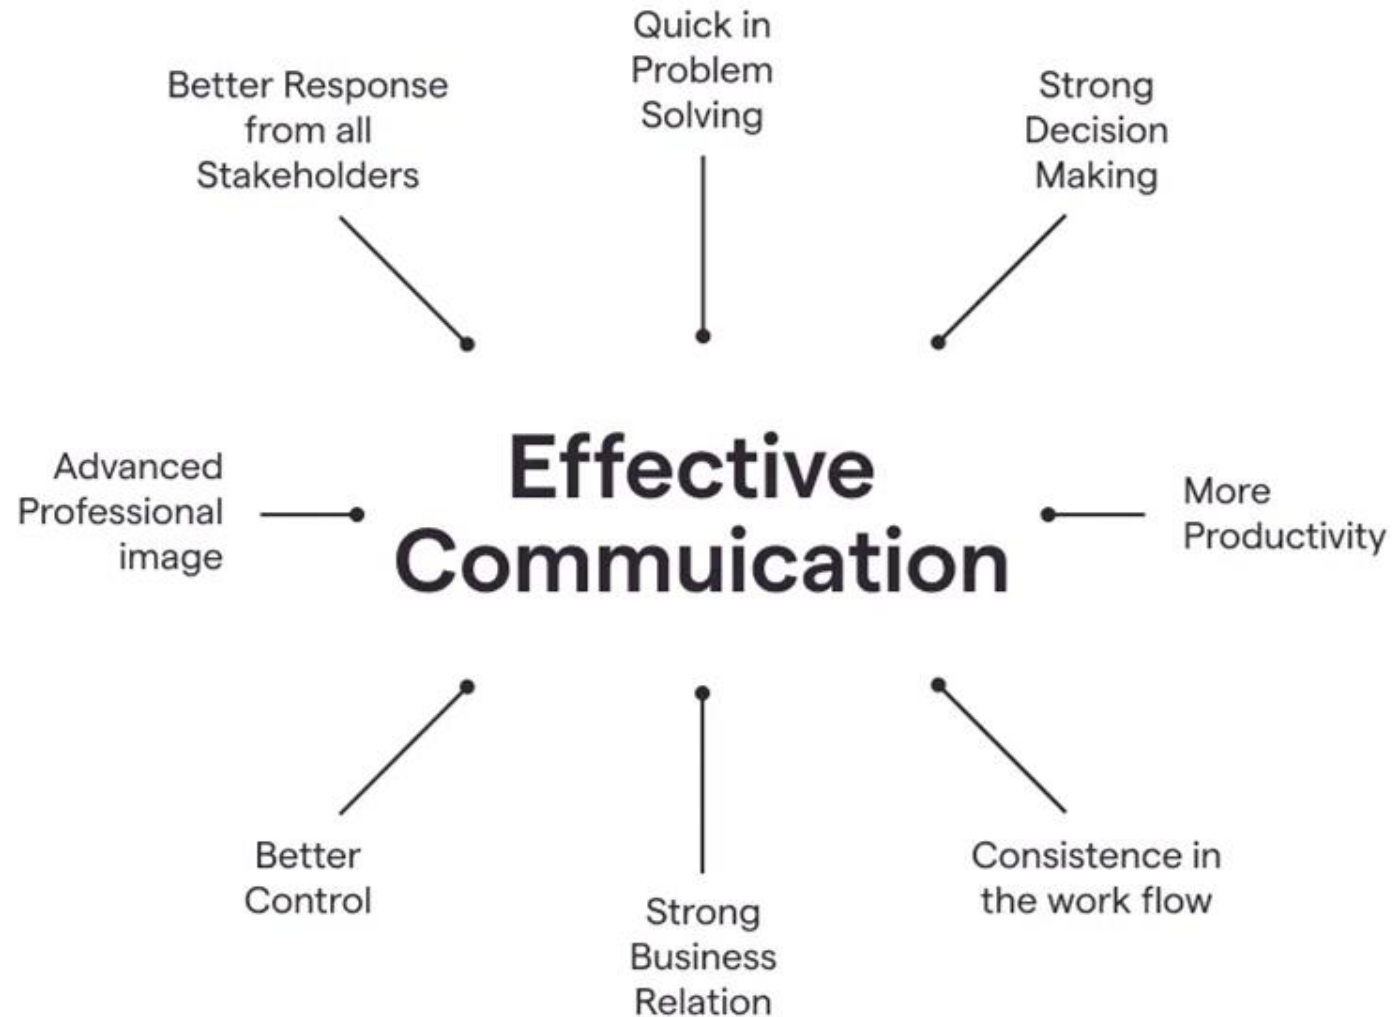 Quick in
Problem
Solving
Better Response
from all
Stakeholders
Strong
Decision
Making
Advanced
Professional
image
Effective
Commuication
More
Productivity
Better
Control
Strong
Business
Relation
Consistence in
the work flow